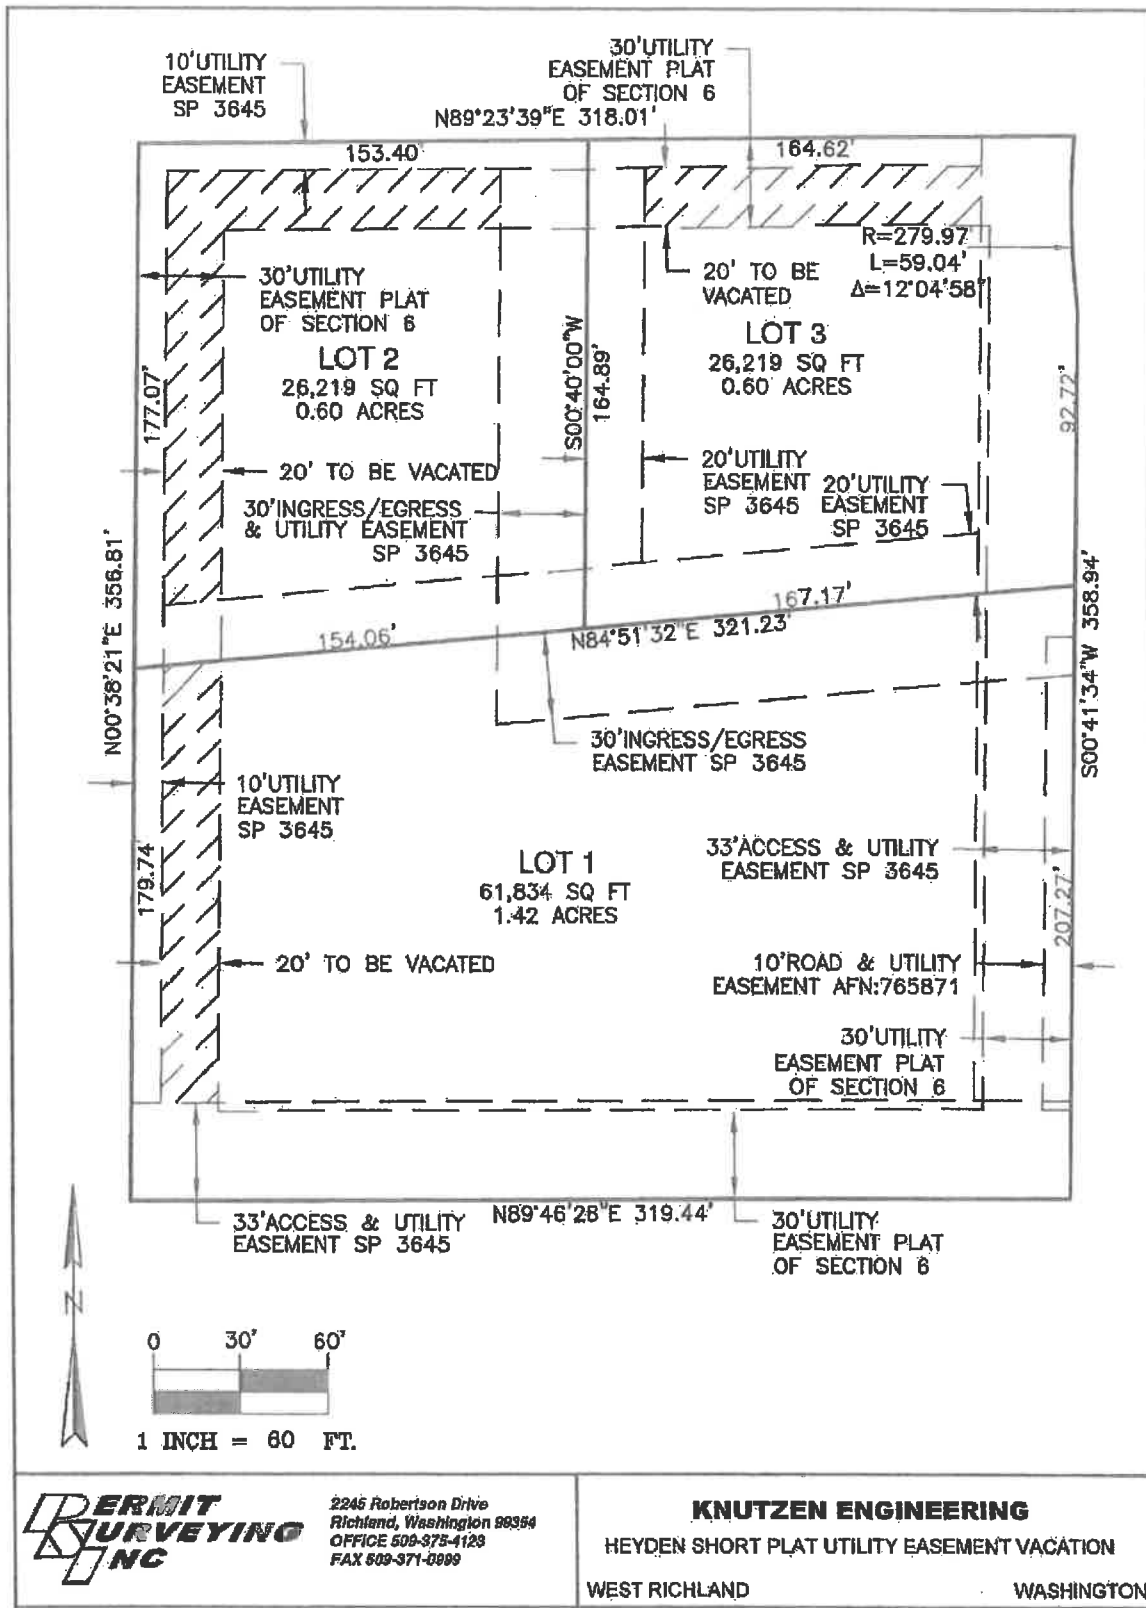 10'UTILITY
EASEMENT
SP 3645
30'UTILITY
EASEMENT PLAT
OF SECTION 6
N89°23'39"E 318.01'
153.40'
164.62'
R=279.97
L=59.04'
Δ=12°04'58"
30'UTILITY
EASEMENT PLAT
OF SECTION 6
20' TO BE
VACATED
LOT 2
26,219 SQ FT
0.60 ACRES
LOT 3
26,219 SQ FT
0.60 ACRES
S00°40'00"W
164.89'
177.07'
92.72'
20' TO BE VACATED
30'INGRESS/EGRESS
& UTILITY EASEMENT
SP 3645
20'UTILITY
EASEMENT
SP 3645
20'UTILITY
EASEMENT
SP 3645
N00°38'21"E 356.81'
S00°41'34"W 358.94'
154.06'
167.17'
N84°51'32"E 321.23'
30'INGRESS/EGRESS
EASEMENT SP 3645
10'UTILITY
EASEMENT
SP 3645
179.74'
LOT 1
61,834 SQ FT
1.42 ACRES
33'ACCESS & UTILITY
EASEMENT SP 3645
207.27'
20' TO BE VACATED
10'ROAD & UTILITY
EASEMENT AFN:765871
30'UTILITY
EASEMENT PLAT
OF SECTION 6
33'ACCESS & UTILITY
EASEMENT SP 3645
N89°46'28"E 319.44'
30'UTILITY
EASEMENT PLAT
OF SECTION 6
N
0 30' 60'
1 INCH = 60 FT.
PERMIT
SURVEYING
INC
2245 Robertson Drive
Richland, Washington 99354
OFFICE 509-375-4123
FAX 509-371-0999
KNUTZEN ENGINEERING
HEYDEN SHORT PLAT UTILITY EASEMENT VACATION
WEST RICHLAND WASHINGTON